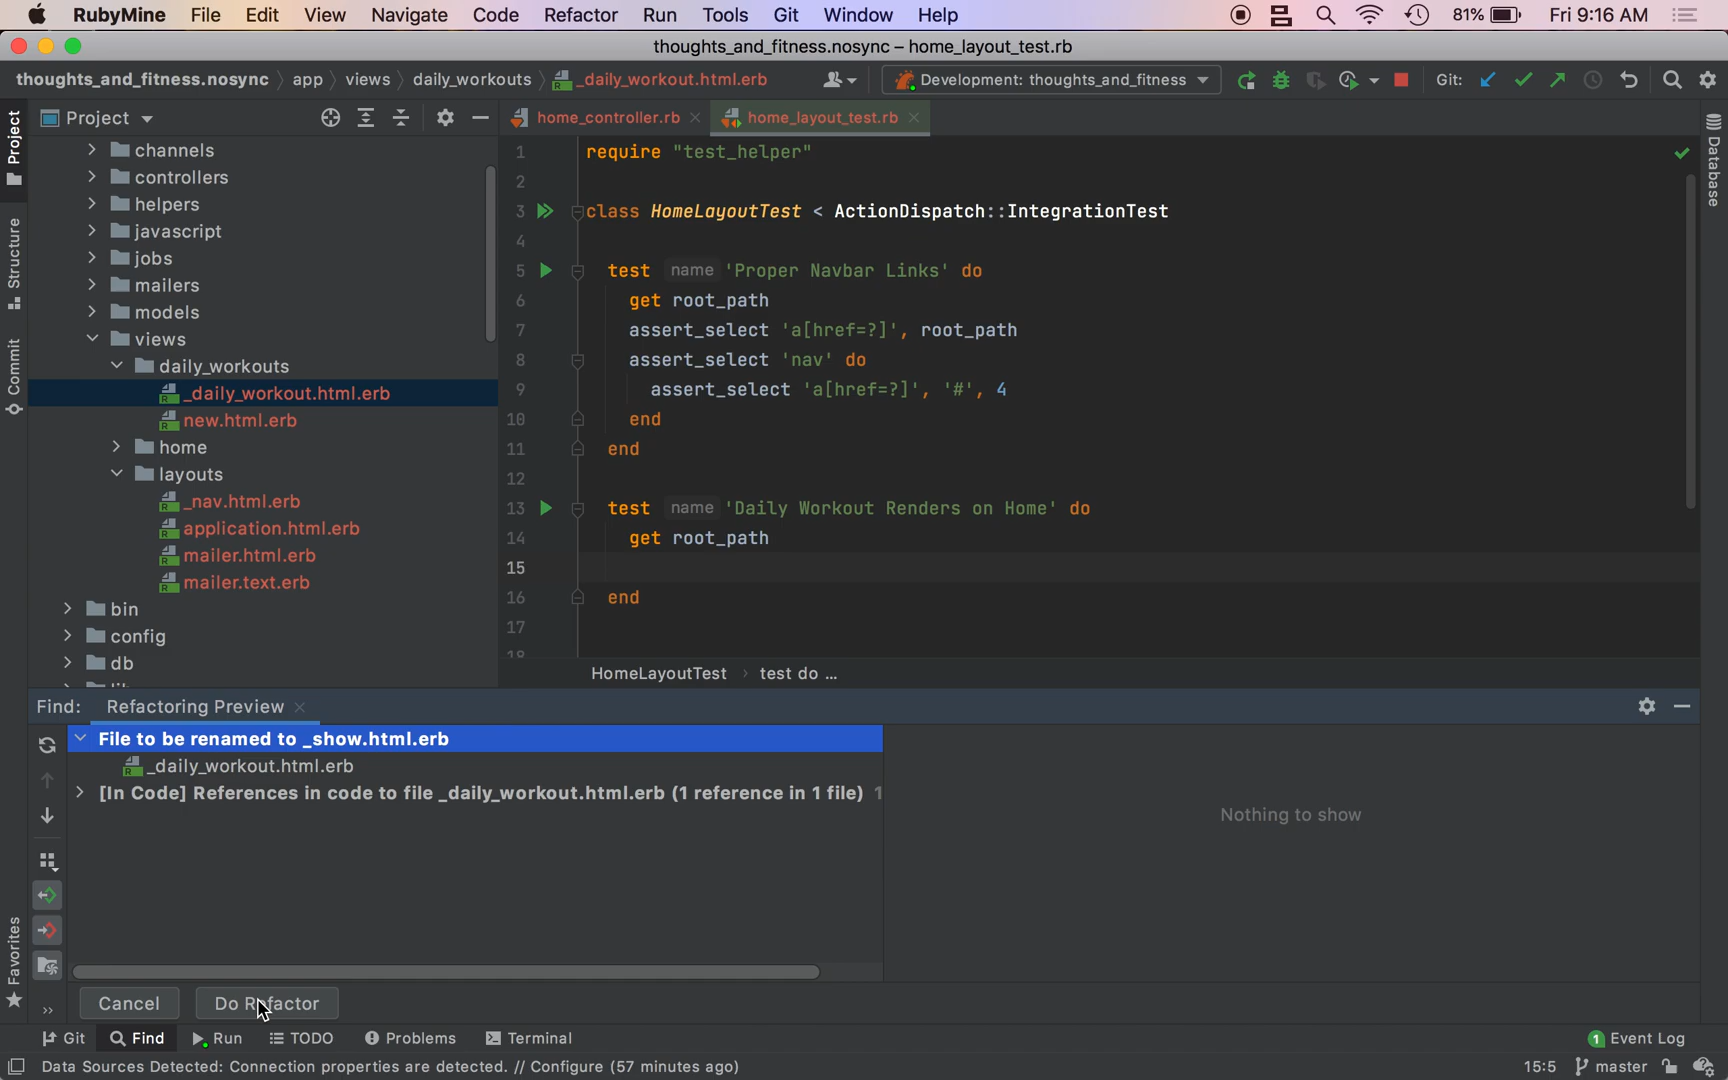 RubyMine File Edit View Navigate Code Refactor Run Tools Git Window Help 81% Fri 9:16 AM
thoughts_and_fitness.nosync – home_layout_test.rb
thoughts_and_fitness.nosync app views daily_workouts _daily_workout.html.erb Development: thoughts_and_fitness Git:
Project
home_controller.rb home_layout_test.rb
Project
Structure
Commit
Favorites
Database
channels
controllers
helpers
javascript
jobs
mailers
models
views
daily_workouts
_daily_workout.html.erb
new.html.erb
home
layouts
_nav.html.erb
application.html.erb
mailer.html.erb
mailer.text.erb
bin
config
db
1 require "test_helper"
2
3 class HomeLayoutTest < ActionDispatch::IntegrationTest
4
5 test name 'Proper Navbar Links' do
6 get root_path
7 assert_select 'a[href=?]', root_path
8 assert_select 'nav' do
9 assert_select 'a[href=?]', '#', 4
10 end
11 end
12
13 test name 'Daily Workout Renders on Home' do
14 get root_path
15
16 end
17
18
HomeLayoutTest test do ...
Find: Refactoring Preview
File to be renamed to _show.html.erb
_daily_workout.html.erb
[In Code] References in code to file _daily_workout.html.erb (1 reference in 1 file) 1
Nothing to show
Cancel Do Refactor
Git Find Run TODO Problems Terminal 1 Event Log
Data Sources Detected: Connection properties are detected. // Configure (57 minutes ago) 15:5 master